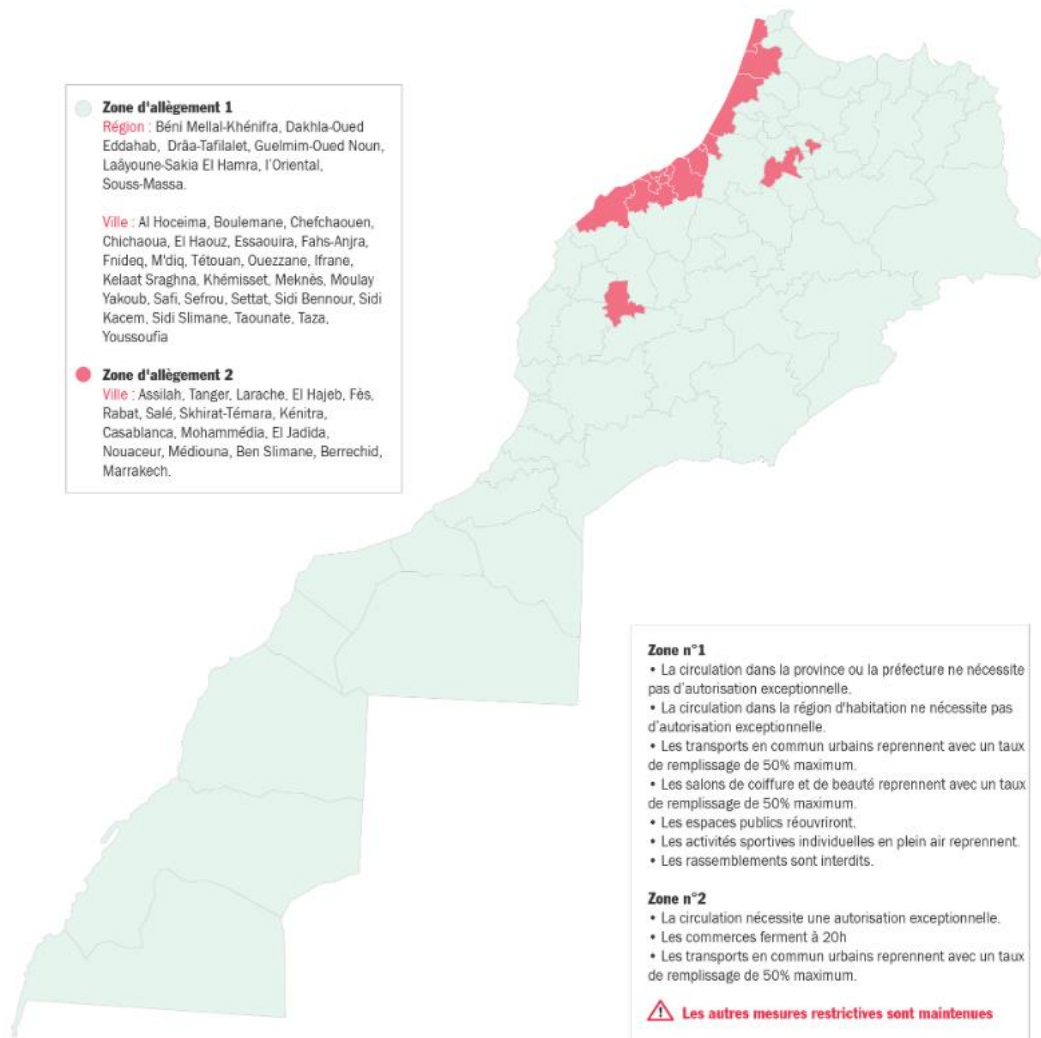 Zone d'allègement 1
Région : Béni Mellal-Khénifra, Dakhla-Oued
Eddahab, Drâa-Tafilalet, Guelmim-Oued Noun,
Laâyoune-Sakia El Hamra, l'Oriental,
Souss-Massa.
Ville : Al Hoceima, Boulemane, Chefchaouen,
Chichaoua, El Haouz, Essaouira, Fahs-Anjra,
Fnideq, M'diq, Tétouan, Ouezzane, Ifrane,
Kelaat Sraghna, Khémisset, Meknès, Moulay
Yakoub, Safi, Sefrou, Settat, Sidi Bennour, Sidi
Kacem, Sidi Slimane, Taounate, Taza,
Youssoufia
Zone d'allègement 2
Ville : Assilah, Tanger, Larache, El Hajeb, Fès,
Rabat, Salé, Skhirat-Témara, Kénitra,
Casablanca, Mohammédia, El Jadida,
Nouaceur, Médiouna, Ben Slimane, Berrechid,
Marrakech.
Zone n°1
• La circulation dans la province ou la préfecture ne nécessite
pas d'autorisation exceptionnelle.
• La circulation dans la région d'habitation ne nécessite pas
d'autorisation exceptionnelle.
• Les transports en commun urbains reprennent avec un taux
de remplissage de 50% maximum.
• Les salons de coiffure et de beauté reprennent avec un taux
de remplissage de 50% maximum.
• Les espaces publics réouvriront.
• Les activités sportives individuelles en plein air reprennent.
• Les rassemblements sont interdits.
Zone n°2
• La circulation nécessite une autorisation exceptionnelle.
• Les commerces ferment à 20h
• Les transports en commun urbains reprennent avec un taux
de remplissage de 50% maximum.
Les autres mesures restrictives sont maintenues